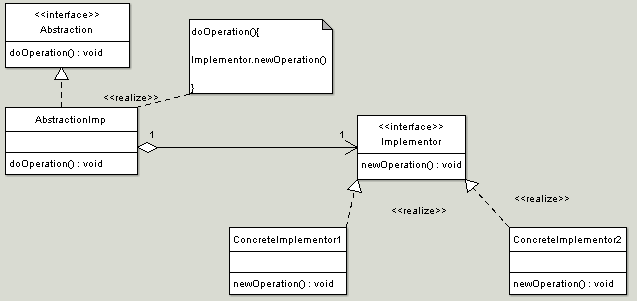 <<interface>>
Abstraction
doOperation() : void
doOperation(){
Implementor.newOperation()
}
<<realize>>
AbstractionImp
doOperation() : void
1
1
<<interface>>
Implementor
newOperation() : void
<<realize>>
<<realize>>
ConcreteImplementor1
newOperation() : void
ConcreteImplementor2
newOperation() : void